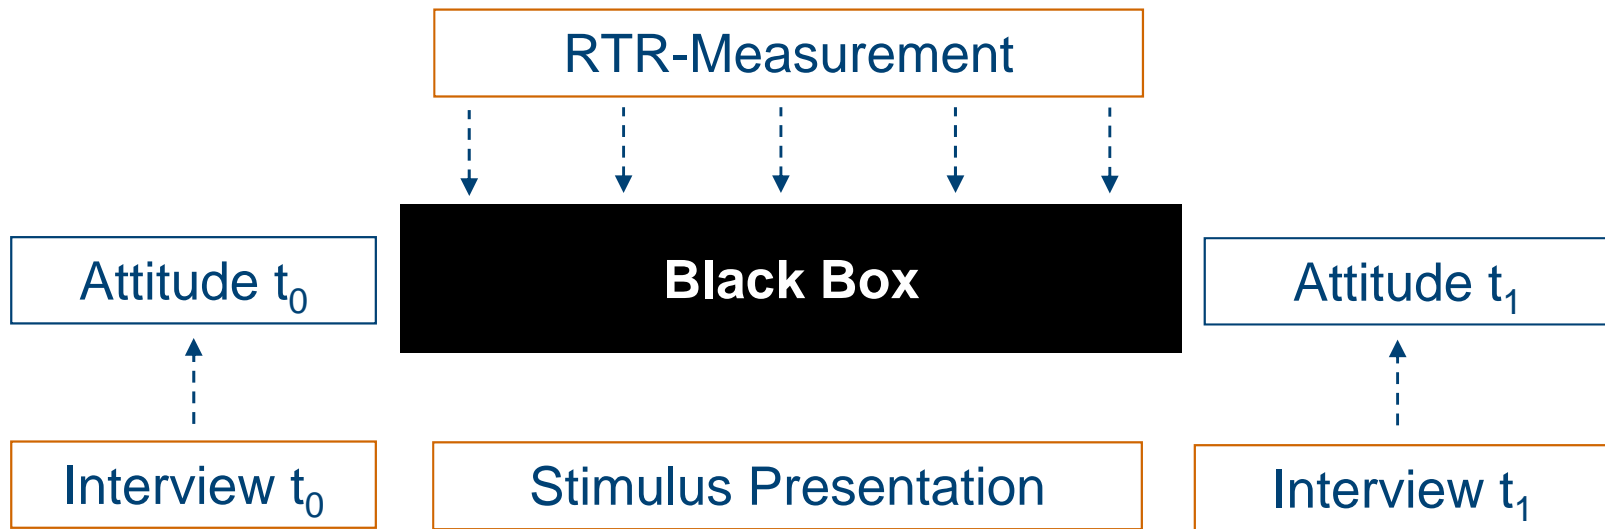 RTR-Measurement
Attitude t₀
Black Box
Attitude t₁
Interview t₀
Stimulus Presentation
Interview t₁